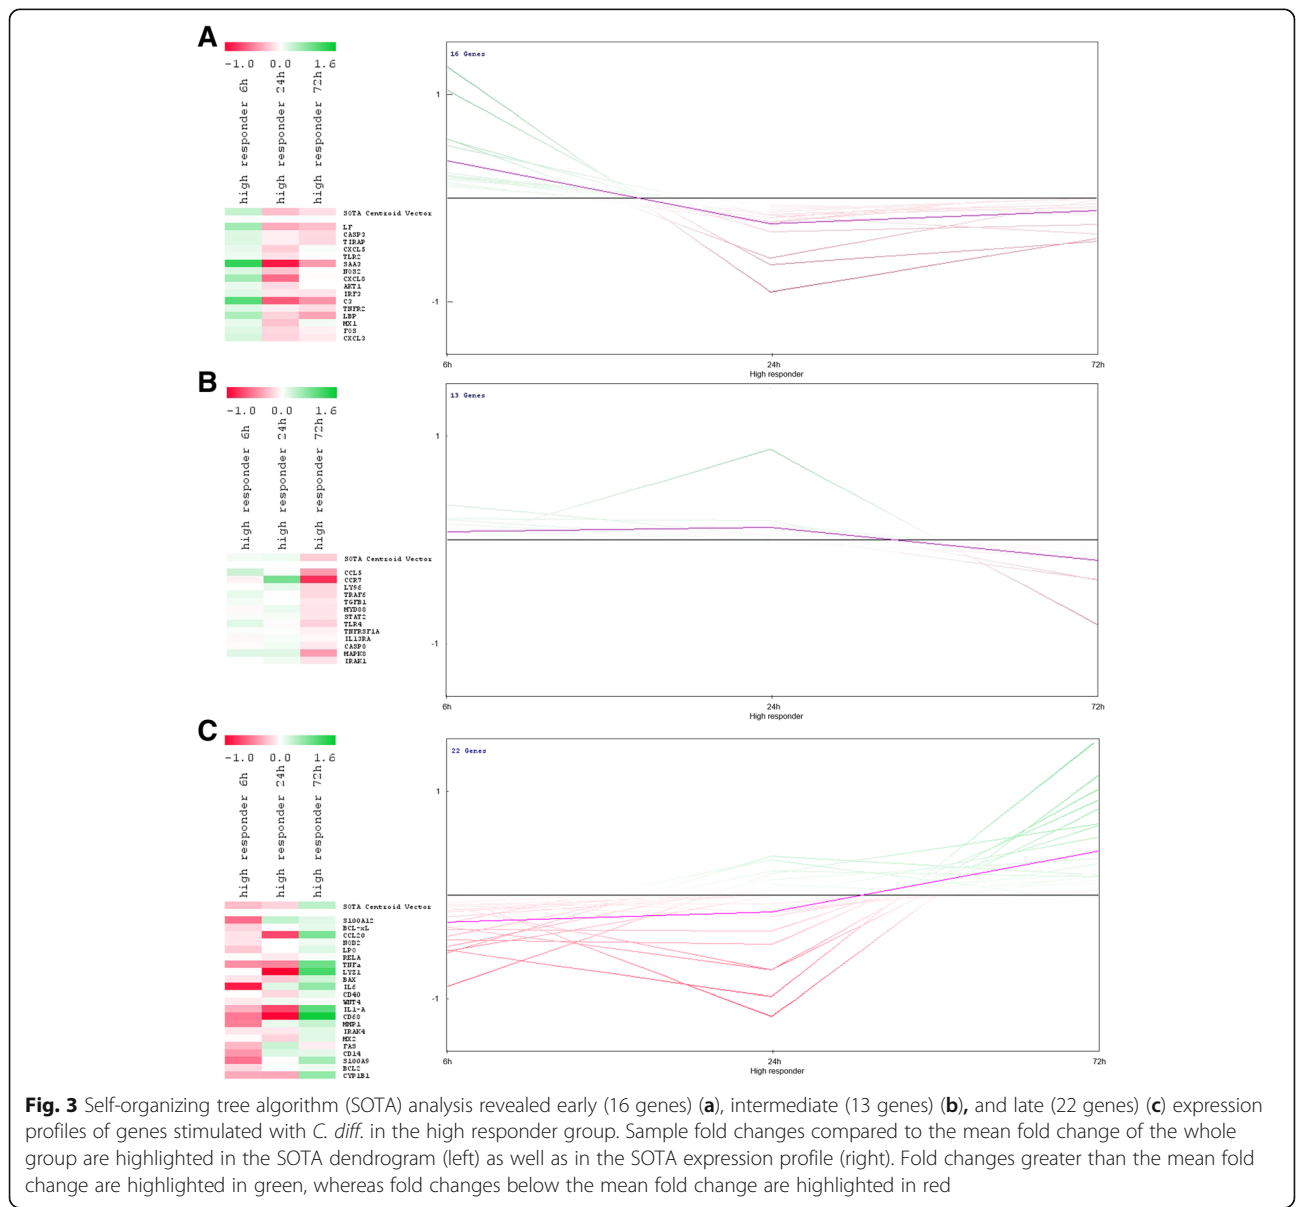 A
-1.0 0.0 1.6
high responder 6h
high responder 24h
high responder 72h
SOTA Centroid Vector
LF
CASP3
TIRAP
CXCL5
TLR2
SAA3
NOS2
CXCL8
AKT1
IRF3
C3
TNFR2
LBP
MX1
FOS
CXCL3
16 Genes
1
-1
6h 24h 72h
High responder
B
-1.0 0.0 1.6
high responder 6h
high responder 24h
high responder 72h
SOTA Centroid Vector
CCL5
CCR7
LY96
TRAF6
TGFB1
MYD88
STAT2
TLR4
TNFRSF1A
IL13RA
CASP8
MAPK8
IRAK1
13 Genes
1
-1
6h 24h 72h
High responder
C
-1.0 0.0 1.6
high responder 6h
high responder 24h
high responder 72h
SOTA Centroid Vector
S100A12
BCL-xL
CCL20
NOD2
LPO
RELA
TNFa
LYZ1
BAX
IL6
CD40
WNT4
IL1-A
CD68
MMP1
IRAK4
MX2
FAS
CD14
S100A9
BCL2
CYP1B1
22 Genes
1
-1
6h 24h 72h
High responder
Fig. 3 Self-organizing tree algorithm (SOTA) analysis revealed early (16 genes) (a), intermediate (13 genes) (b), and late (22 genes) (c) expression
profiles of genes stimulated with C. diff. in the high responder group. Sample fold changes compared to the mean fold change of the whole
group are highlighted in the SOTA dendrogram (left) as well as in the SOTA expression profile (right). Fold changes greater than the mean fold
change are highlighted in green, whereas fold changes below the mean fold change are highlighted in red